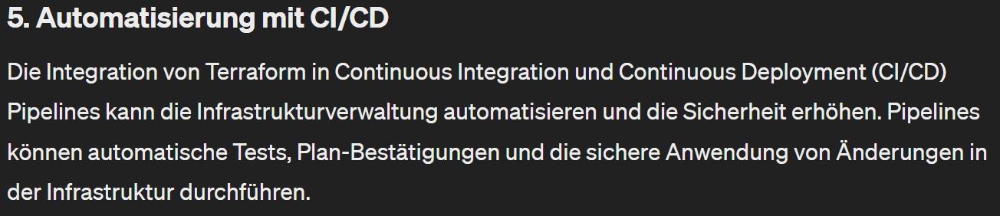 5. Automatisierung mit CI/CD
Die Integration von Terraform in Continuous Integration und Continuous Deployment (CI/CD)
Pipelines kann die Infrastrukturverwaltung automatisieren und die Sicherheit erhöhen. Pipelines
können automatische Tests, Plan-Bestätigungen und die sichere Anwendung von Änderungen in
der Infrastruktur durchführen.